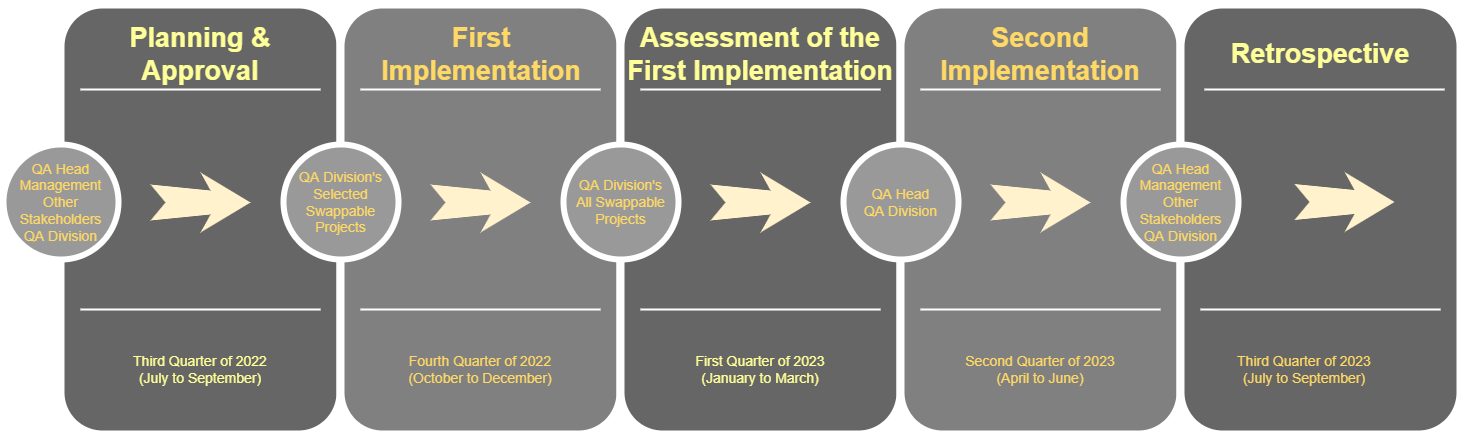 Planning &
Approval
First
Implementation
Assessment of the
First Implementation
Second
Implementation
Retrospective
QA Head
Management
Other
Stakeholders
QA Division
QA Division's
Selected
Swappable
Projects
QA Division's
All Swappable
Projects
QA Head
QA Division
QA Head
Management
Other
Stakeholders
QA Division
Third Quarter of 2022
(July to September)
Fourth Quarter of 2022
(October to December)
First Quarter of 2023
(January to March)
Second Quarter of 2023
(April to June)
Third Quarter of 2023
(July to September)